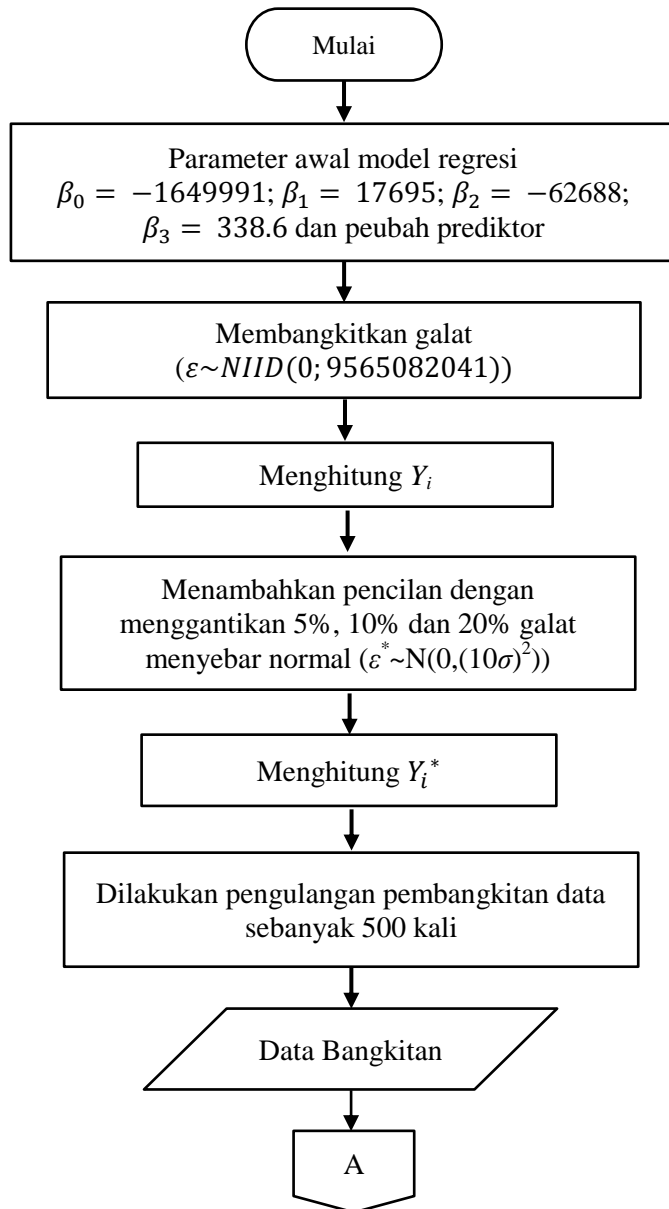 Mulai
Parameter awal model regresi
𝛽₀ = −1649991; 𝛽₁ = 17695; 𝛽₂ = −62688;
𝛽₃ = 338.6 dan peubah prediktor
Membangkitkan galat
(𝜀~𝑁𝐼𝐼𝐷(0; 9565082041))
Menghitung Yᵢ
Menambahkan pencilan dengan
menggantikan 5%, 10% dan 20% galat
menyebar normal (ε*~N(0,(10σ)²))
Menghitung 𝑌ᵢ*
Dilakukan pengulangan pembangkitan data
sebanyak 500 kali
Data Bangkitan
A